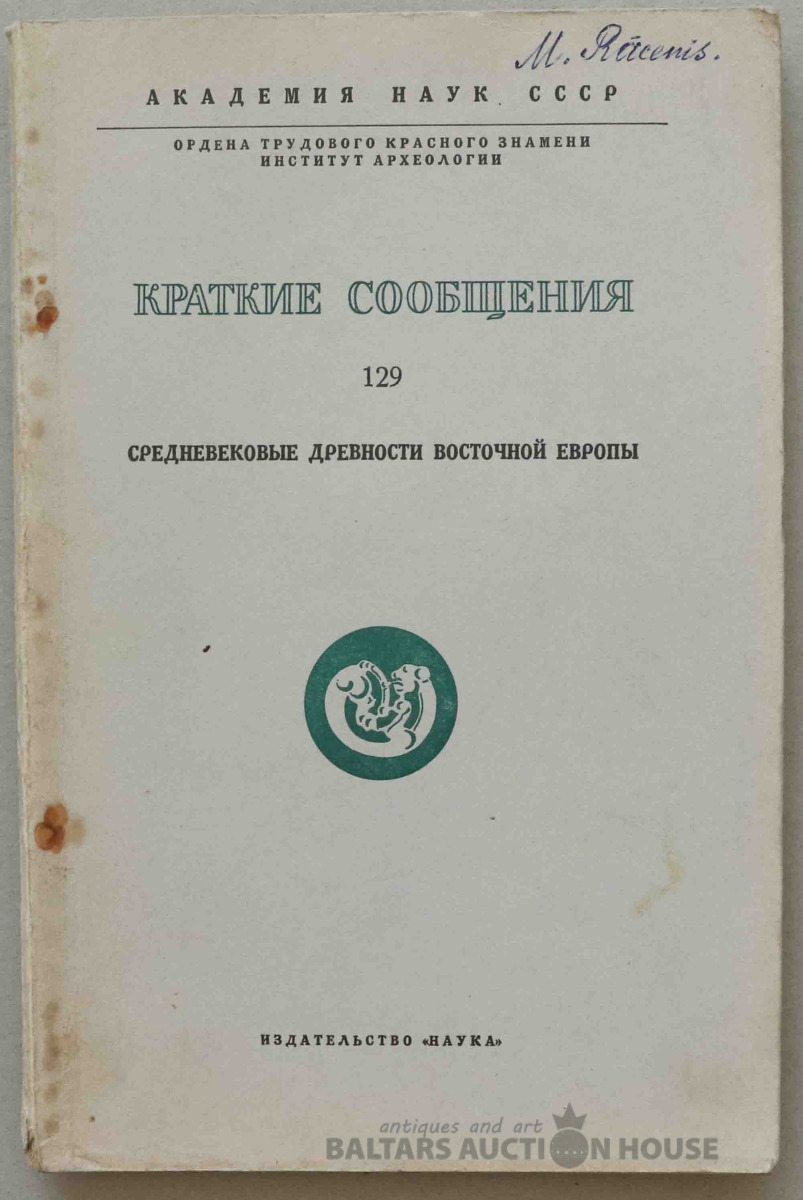 M. Rācenis.
АКАДЕМИЯ НАУК СССР
ОРДЕНА ТРУДОВОГО КРАСНОГО ЗНАМЕНИ
ИНСТИТУТ АРХЕОЛОГИИ
КРАТКИЕ СООБЩЕНИЯ
129
СРЕДНЕВЕКОВЫЕ ДРЕВНОСТИ ВОСТОЧНОЙ ЕВРОПЫ
ИЗДАТЕЛЬСТВО «НАУКА»
antiques and art
BALTARS AUCTION HOUSE